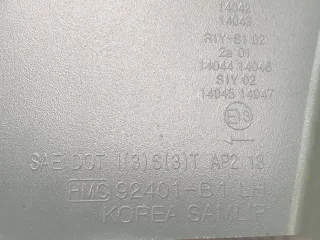 14042
14043
R1Y-S1 02
2a 01
14044 14046
S1Y 02
14045 14047
SAE DOT I(3)S(3)T AP2 13
HMC 92401-B1 LH
KOREA SAMLIP